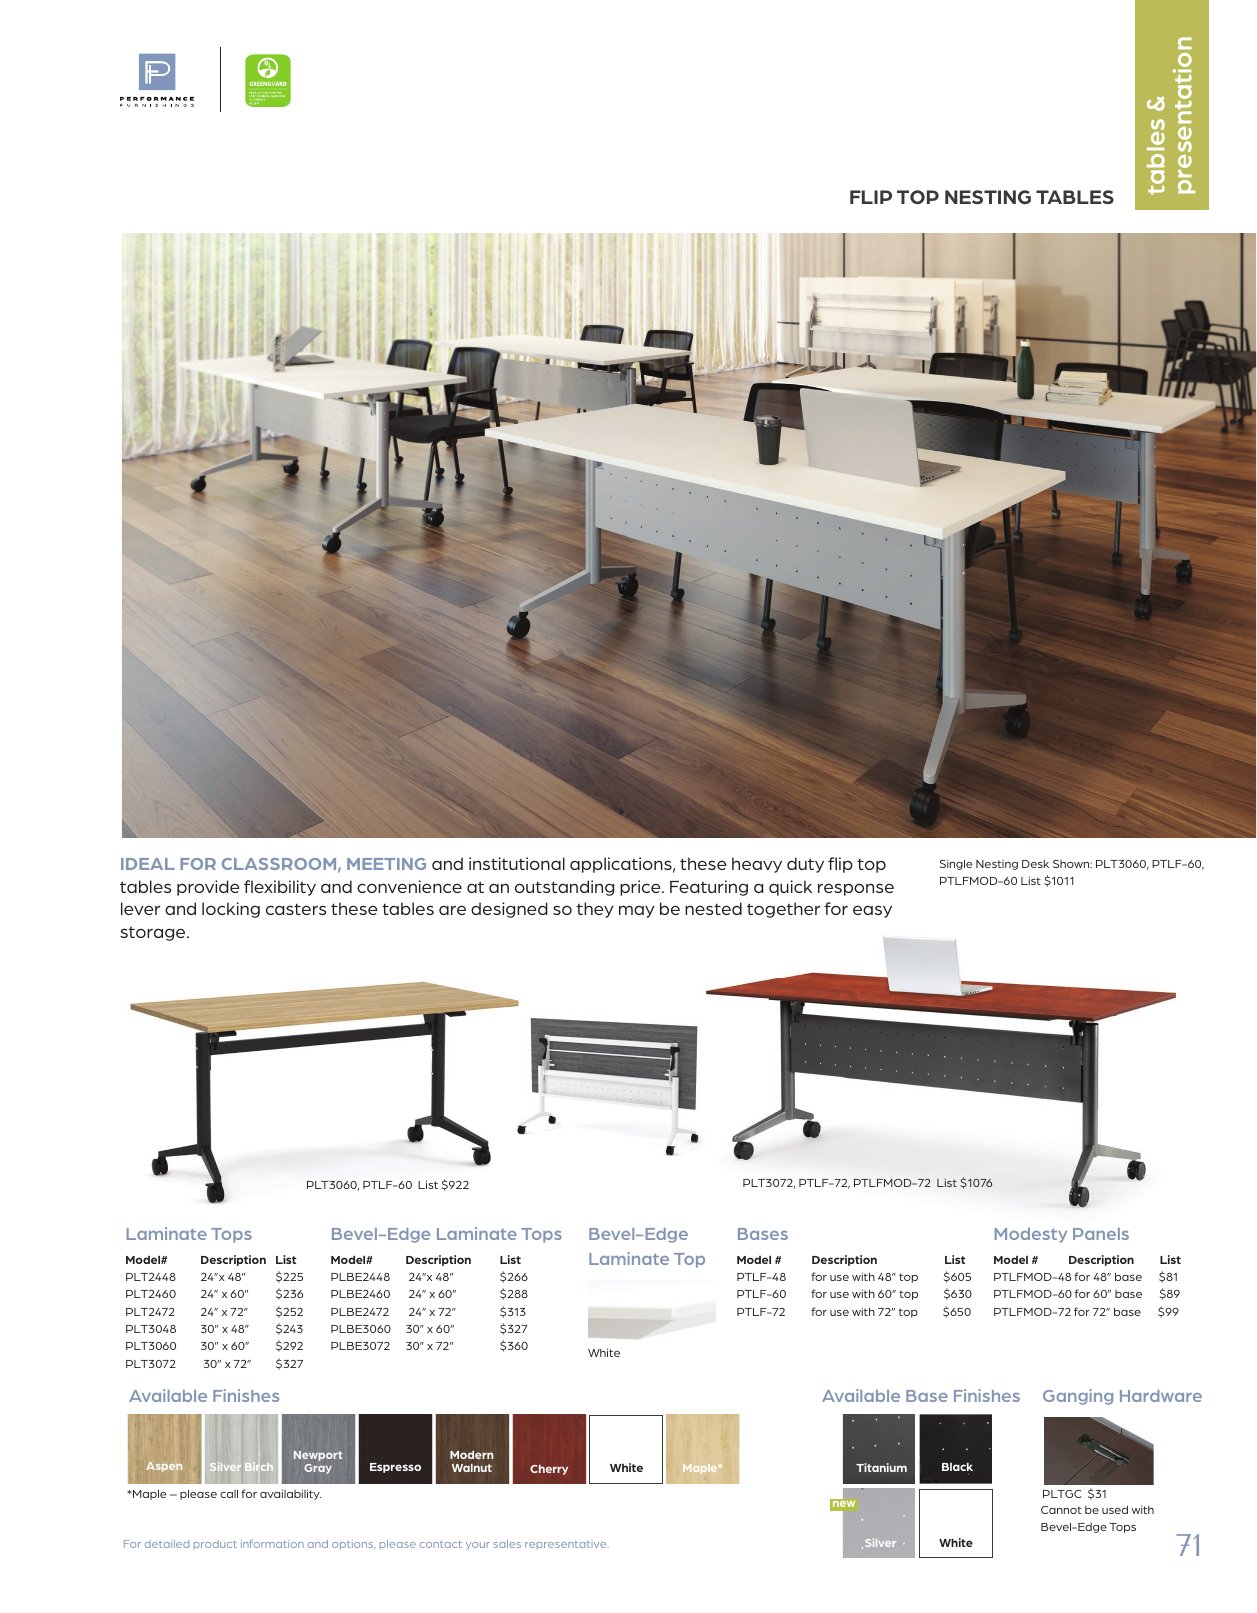 PERFORMANCE
FURNISHINGS
GREENGUARD
tables &
presentation
FLIP TOP NESTING TABLES
IDEAL FOR CLASSROOM, MEETING and institutional applications, these heavy duty flip top
tables provide flexibility and convenience at an outstanding price. Featuring a quick response
lever and locking casters these tables are designed so they may be nested together for easy
storage.
Single Nesting Desk Shown: PLT3060, PTLF-60,
PTLFMOD-60 List $1011
PLT3060, PTLF-60 List $922
PLT3072, PTLF-72, PTLFMOD-72 List $1076
Laminate Tops
Model# Description List
PLT2448 24”x 48” $225
PLT2460 24” x 60” $236
PLT2472 24” x 72” $252
PLT3048 30” x 48” $243
PLT3060 30” x 60” $292
PLT3072 30” x 72” $327
Bevel-Edge Laminate Tops
Model# Description List
PLBE2448 24”x 48” $266
PLBE2460 24” x 60” $288
PLBE2472 24” x 72” $313
PLBE3060 30” x 60” $327
PLBE3072 30” x 72” $360
Bevel-Edge
Laminate Top
White
Bases
Model # Description List
PTLF-48 for use with 48” top $605
PTLF-60 for use with 60” top $630
PTLF-72 for use with 72” top $650
Modesty Panels
Model # Description List
PTLFMOD-48 for 48” base $81
PTLFMOD-60 for 60” base $89
PTLFMOD-72 for 72” base $99
Available Finishes
Aspen
Silver Birch
Newport
Gray
Espresso
Modern
Walnut
Cherry
White
Maple*
*Maple – please call for availability.
Available Base Finishes
Titanium
Black
new
Silver
White
Ganging Hardware
PLTGC $31
Cannot be used with
Bevel-Edge Tops
For detailed product information and options, please contact your sales representative.
71